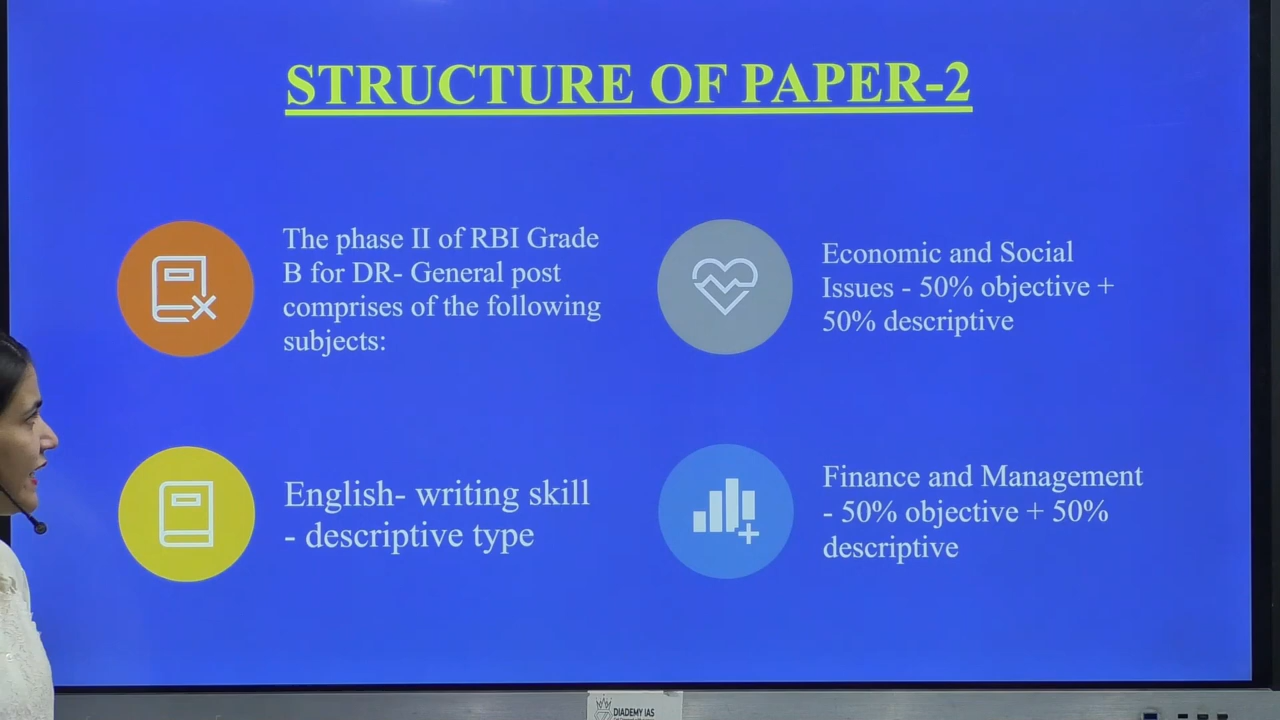 STRUCTURE OF PAPER-2
The phase II of RBI Grade
B for DR- General post
comprises of the following
subjects:
Economic and Social
Issues - 50% objective +
50% descriptive
English- writing skill
- descriptive type
Finance and Management
- 50% objective + 50%
descriptive
DIADEMY IAS